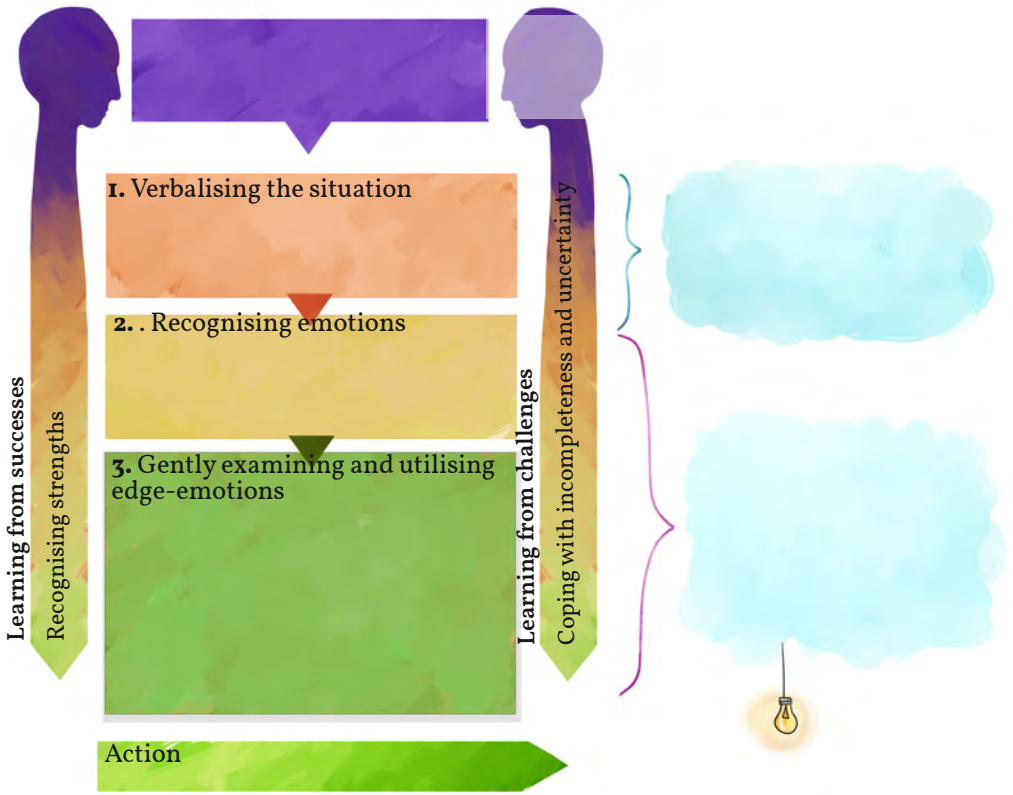 1. Verbalising the situation
2. . Recognising emotions
3. Gently examining and utilising
edge-emotions
Learning from successes
Recognising strengths
Learning from challenges
Coping with incompleteness and uncertainty
Action